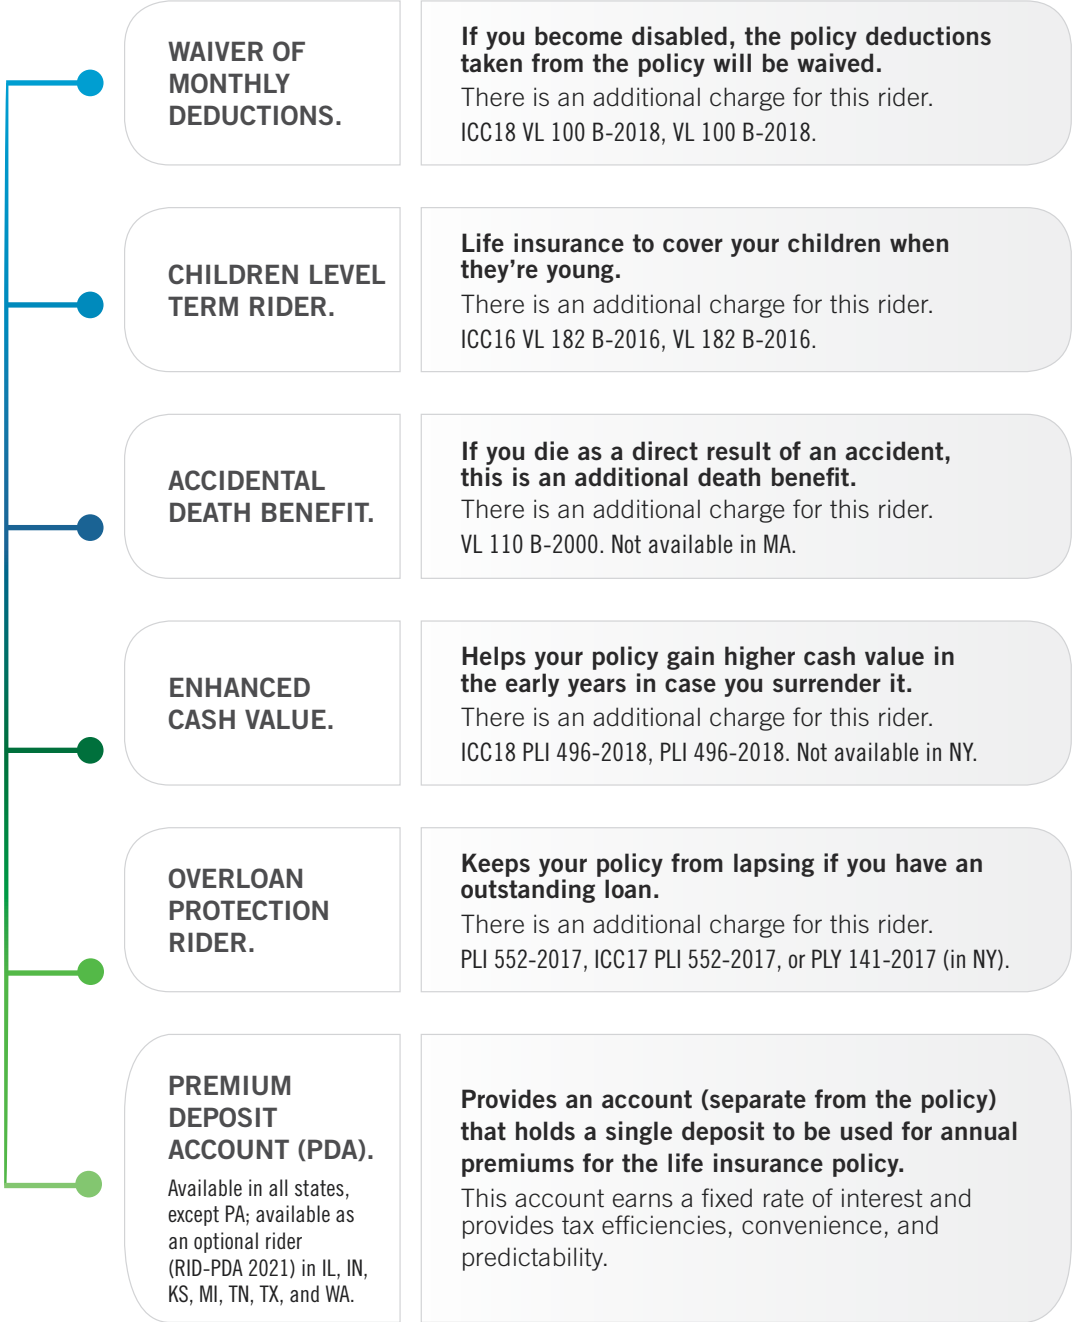 WAIVER OF
MONTHLY
DEDUCTIONS.
If you become disabled, the policy deductions
taken from the policy will be waived.
There is an additional charge for this rider.
ICC18 VL 100 B-2018, VL 100 B-2018.
CHILDREN LEVEL
TERM RIDER.
Life insurance to cover your children when
they’re young.
There is an additional charge for this rider.
ICC16 VL 182 B-2016, VL 182 B-2016.
ACCIDENTAL
DEATH BENEFIT.
If you die as a direct result of an accident,
this is an additional death benefit.
There is an additional charge for this rider.
VL 110 B-2000. Not available in MA.
ENHANCED
CASH VALUE.
Helps your policy gain higher cash value in
the early years in case you surrender it.
There is an additional charge for this rider.
ICC18 PLI 496-2018, PLI 496-2018. Not available in NY.
OVERLOAN
PROTECTION
RIDER.
Keeps your policy from lapsing if you have an
outstanding loan.
There is an additional charge for this rider.
PLI 552-2017, ICC17 PLI 552-2017, or PLY 141-2017 (in NY).
PREMIUM
DEPOSIT
ACCOUNT (PDA).
Available in all states,
except PA; available as
an optional rider
(RID-PDA 2021) in IL, IN,
KS, MI, TN, TX, and WA.
Provides an account (separate from the policy)
that holds a single deposit to be used for annual
premiums for the life insurance policy.
This account earns a fixed rate of interest and
provides tax efficiencies, convenience, and
predictability.